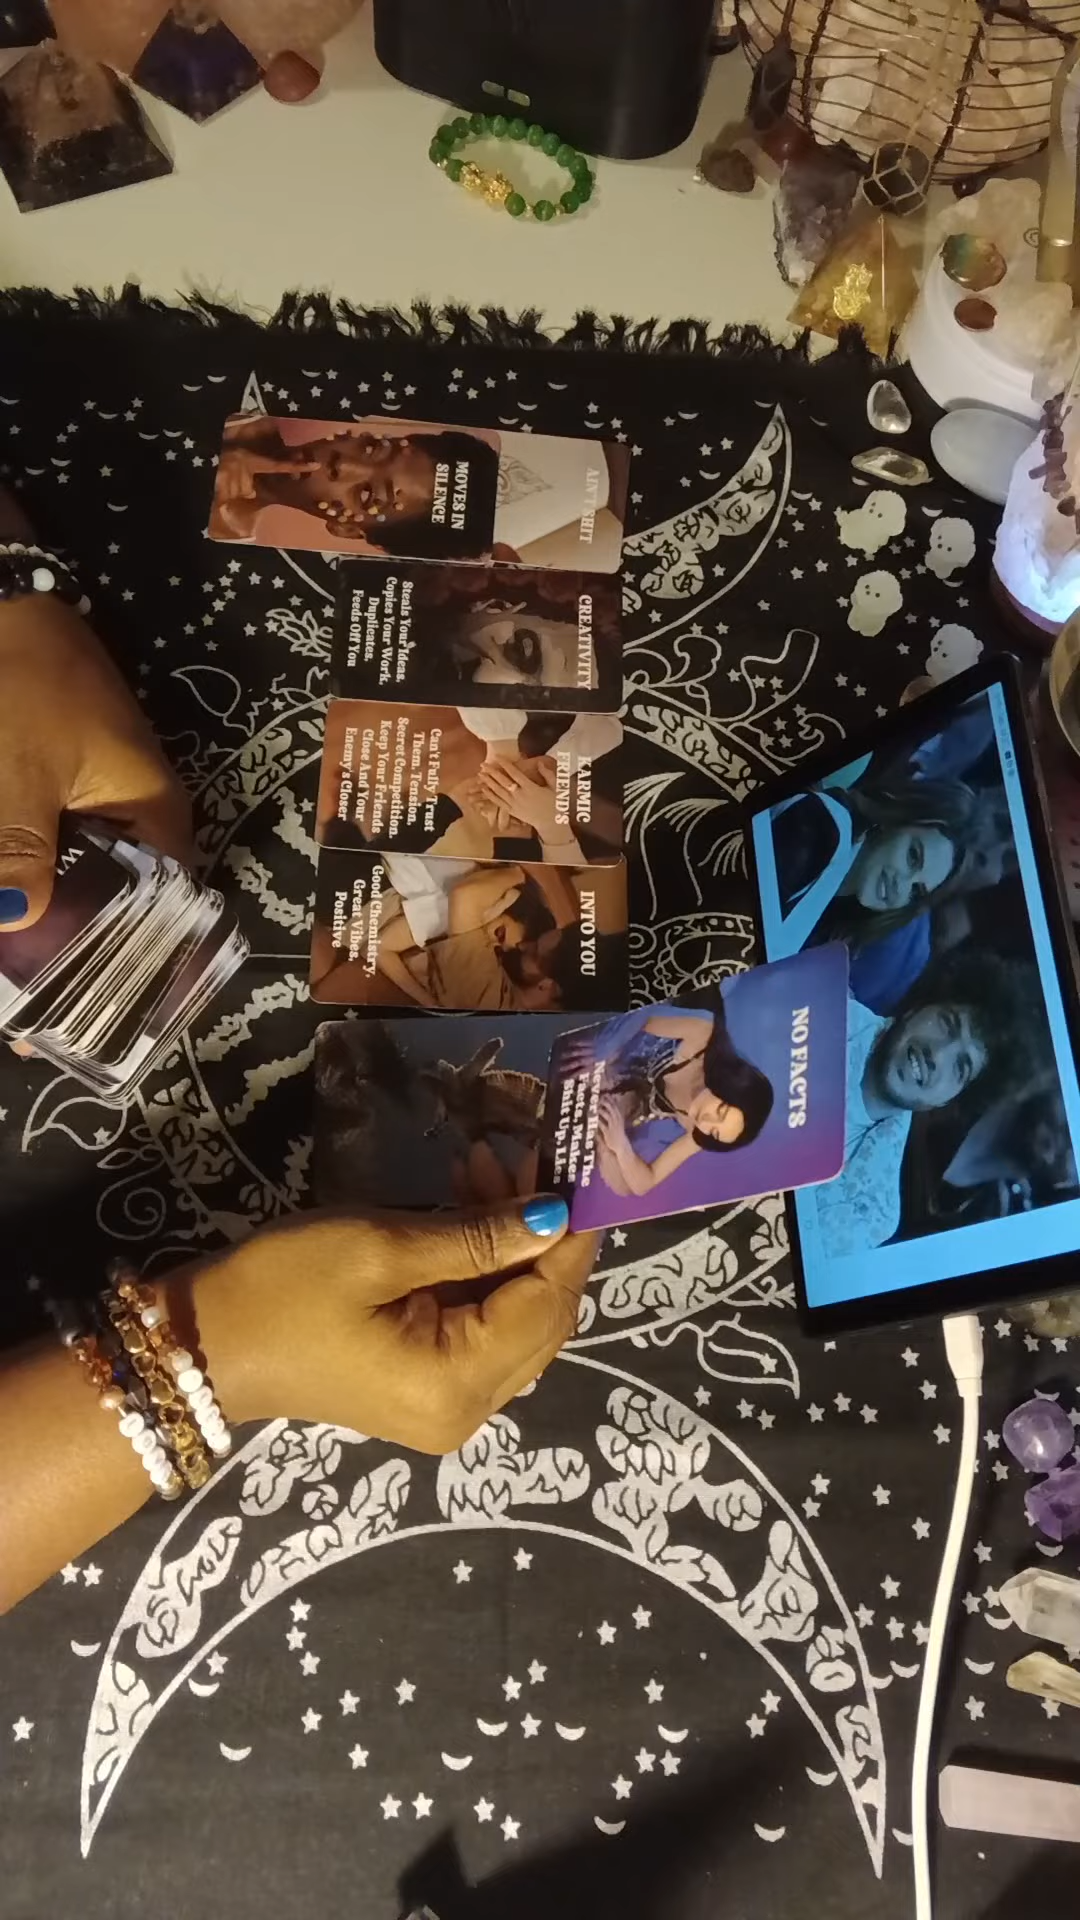 AIN'T SHIT
MOVES IN
SILENCE
CREATIVITY
Steals Your Ideas,
Copies Your Work,
Duplicates.
Feeds Off You
KARMIC
FRIENDS
Can't Fully Trust
Them. Tension.
Secret Competition.
Keep Your Friends
Close And Your
Enemy's Closer
INTO YOU
Good Chemistry,
Great Vibes,
Positive
NO FACTS
Never Has The
Facts, Makes
Shit Up. Lies